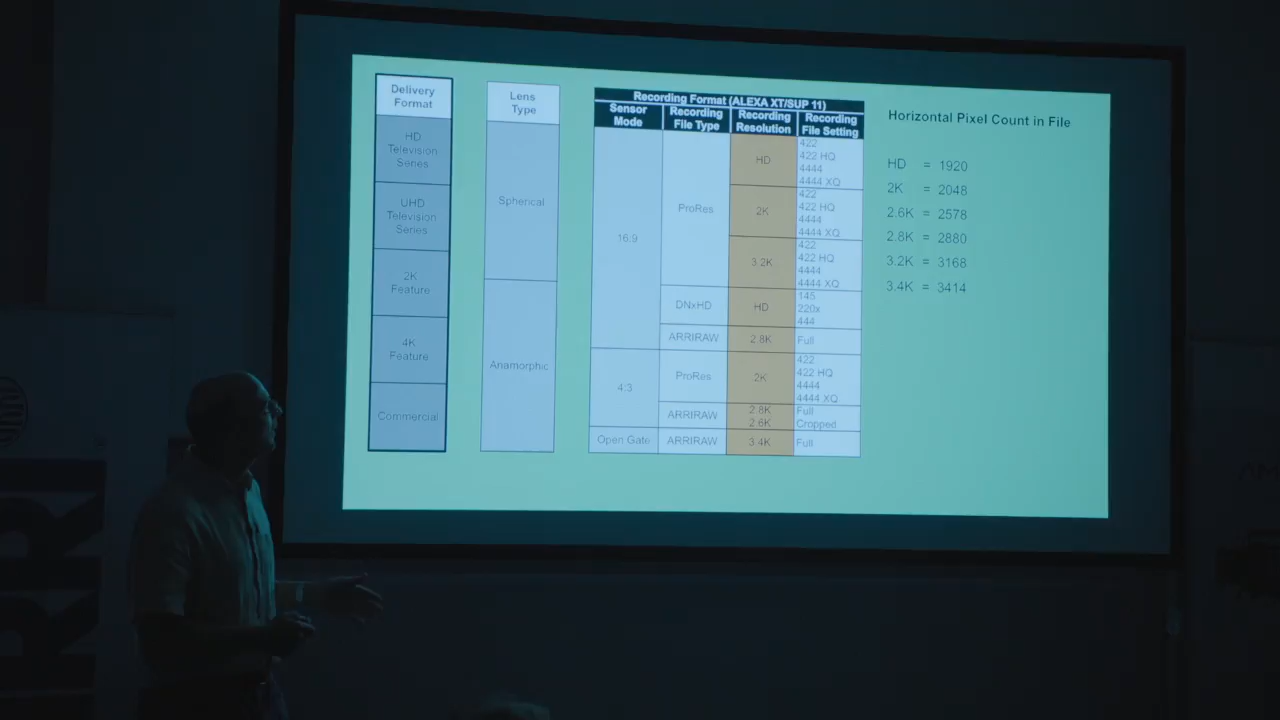 Delivery
Format
HD
Television
Series
UHD
Television
Series
2K
Feature
4K
Feature
Commercial
Lens
Type
Spherical
Anamorphic
Recording Format (ALEXA XT/SUP 11)
Sensor
Mode
Recording
File Type
Recording
Resolution
Recording
File Setting
16:9
ProRes
HD
422
422 HQ
4444
4444 XQ
2K
422
422 HQ
4444
4444 XQ
3.2K
422
422 HQ
4444
4444 XQ
DNxHD
HD
145
220x
444
ARRIRAW
2.8K
Full
4:3
ProRes
2K
422
422 HQ
4444
4444 XQ
ARRIRAW
2.8K
2.6K
Full
Cropped
Open Gate
ARRIRAW
3.4K
Full
Horizontal Pixel Count in File
HD = 1920
2K = 2048
2.6K = 2578
2.8K = 2880
3.2K = 3168
3.4K = 3414